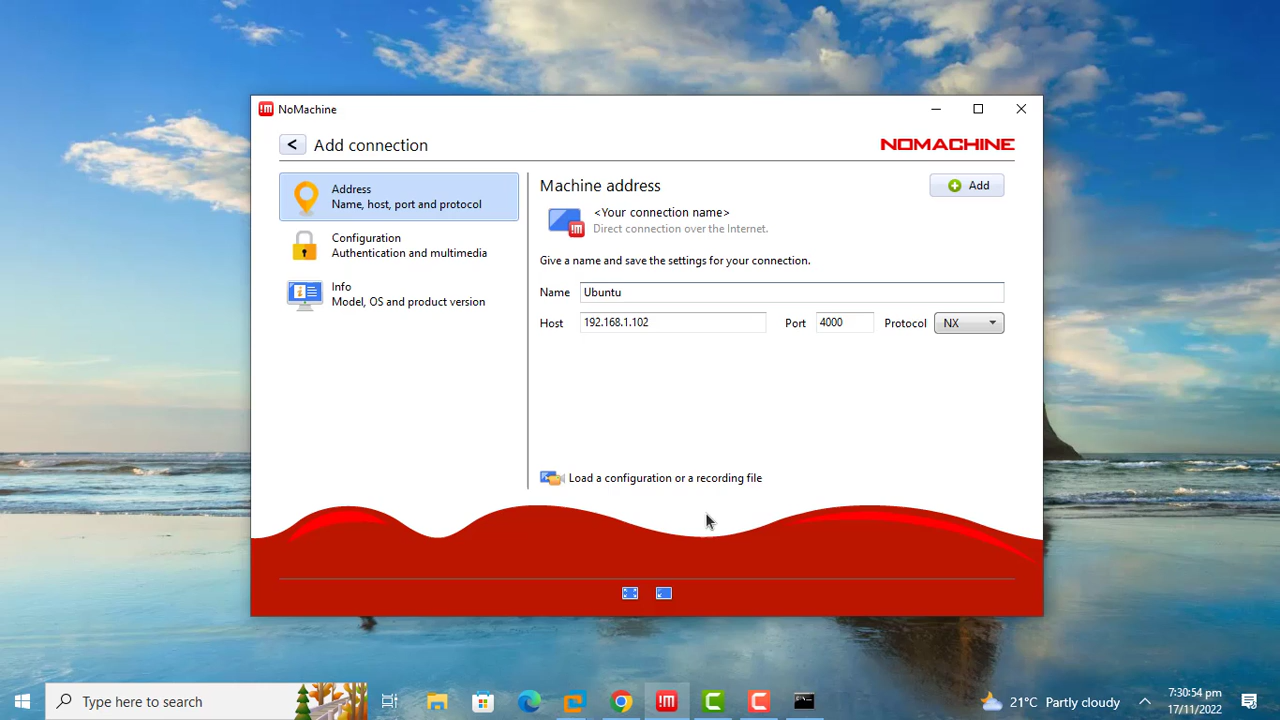 !M NoMachine
< Add connection
NOMACHINE
Address
Name, host, port and protocol
Configuration
Authentication and multimedia
Info
Model, OS and product version
Machine address
Add
<Your connection name>
!M
Direct connection over the Internet.
Give a name and save the settings for your connection.
Name Ubuntu
Host 192.168.1.102 Port 4000 Protocol NX
Load a configuration or a recording file
Type here to search
!M
C
C
21°C Partly cloudy
7:30:54 pm
17/11/2022